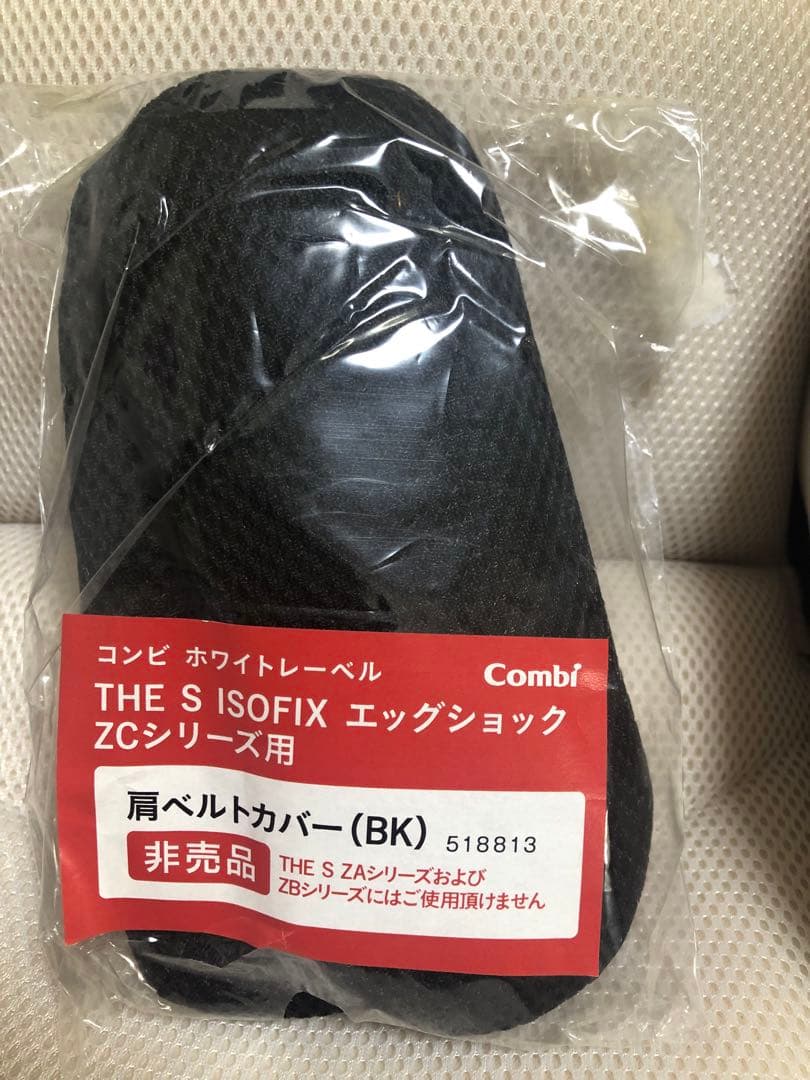 コンビ ホワイトレーベル
Combi
THE S ISOFIX エッグショック
ZCシリーズ用
肩ベルトカバー(BK) 518813
非売品
THE S ZAシリーズおよび
ZBシリーズにはご使用頂けません